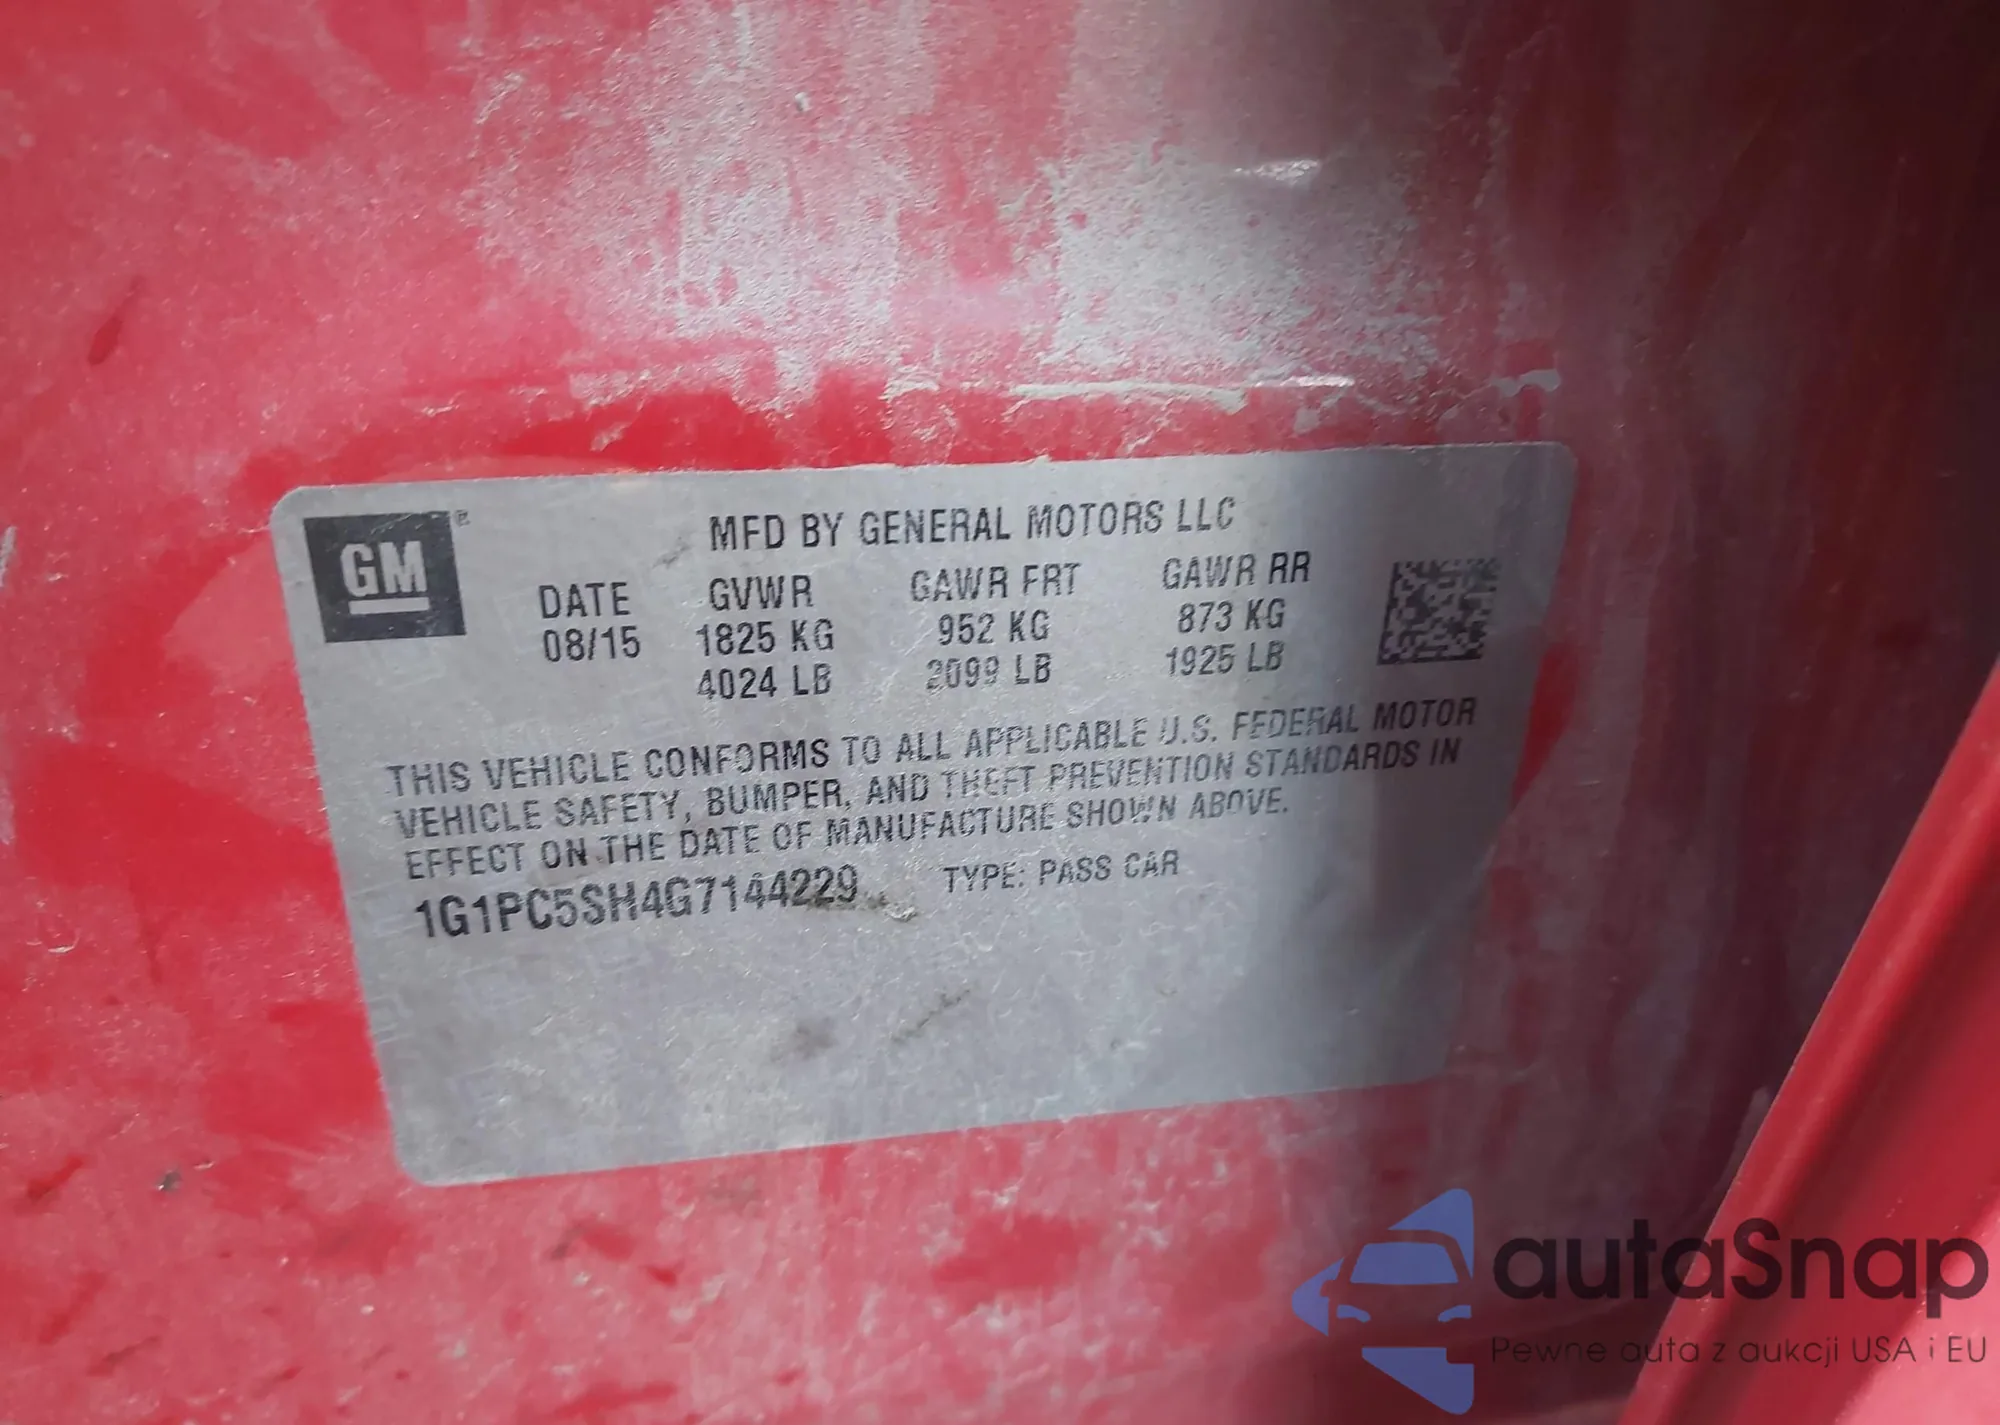 GM®
MFD BY GENERAL MOTORS LLC
DATE GVWR GAWR FRT GAWR RR
08/15 1825 KG 952 KG 873 KG
4024 LB 2099 LB 1925 LB
THIS VEHICLE CONFORMS TO ALL APPLICABLE U.S. FEDERAL MOTOR
VEHICLE SAFETY, BUMPER, AND THEFT PREVENTION STANDARDS IN
EFFECT ON THE DATE OF MANUFACTURE SHOWN ABOVE.
1G1PC5SH4G7144229 TYPE: PASS CAR
autaSnap
Pewne auta z aukcji USA i EU